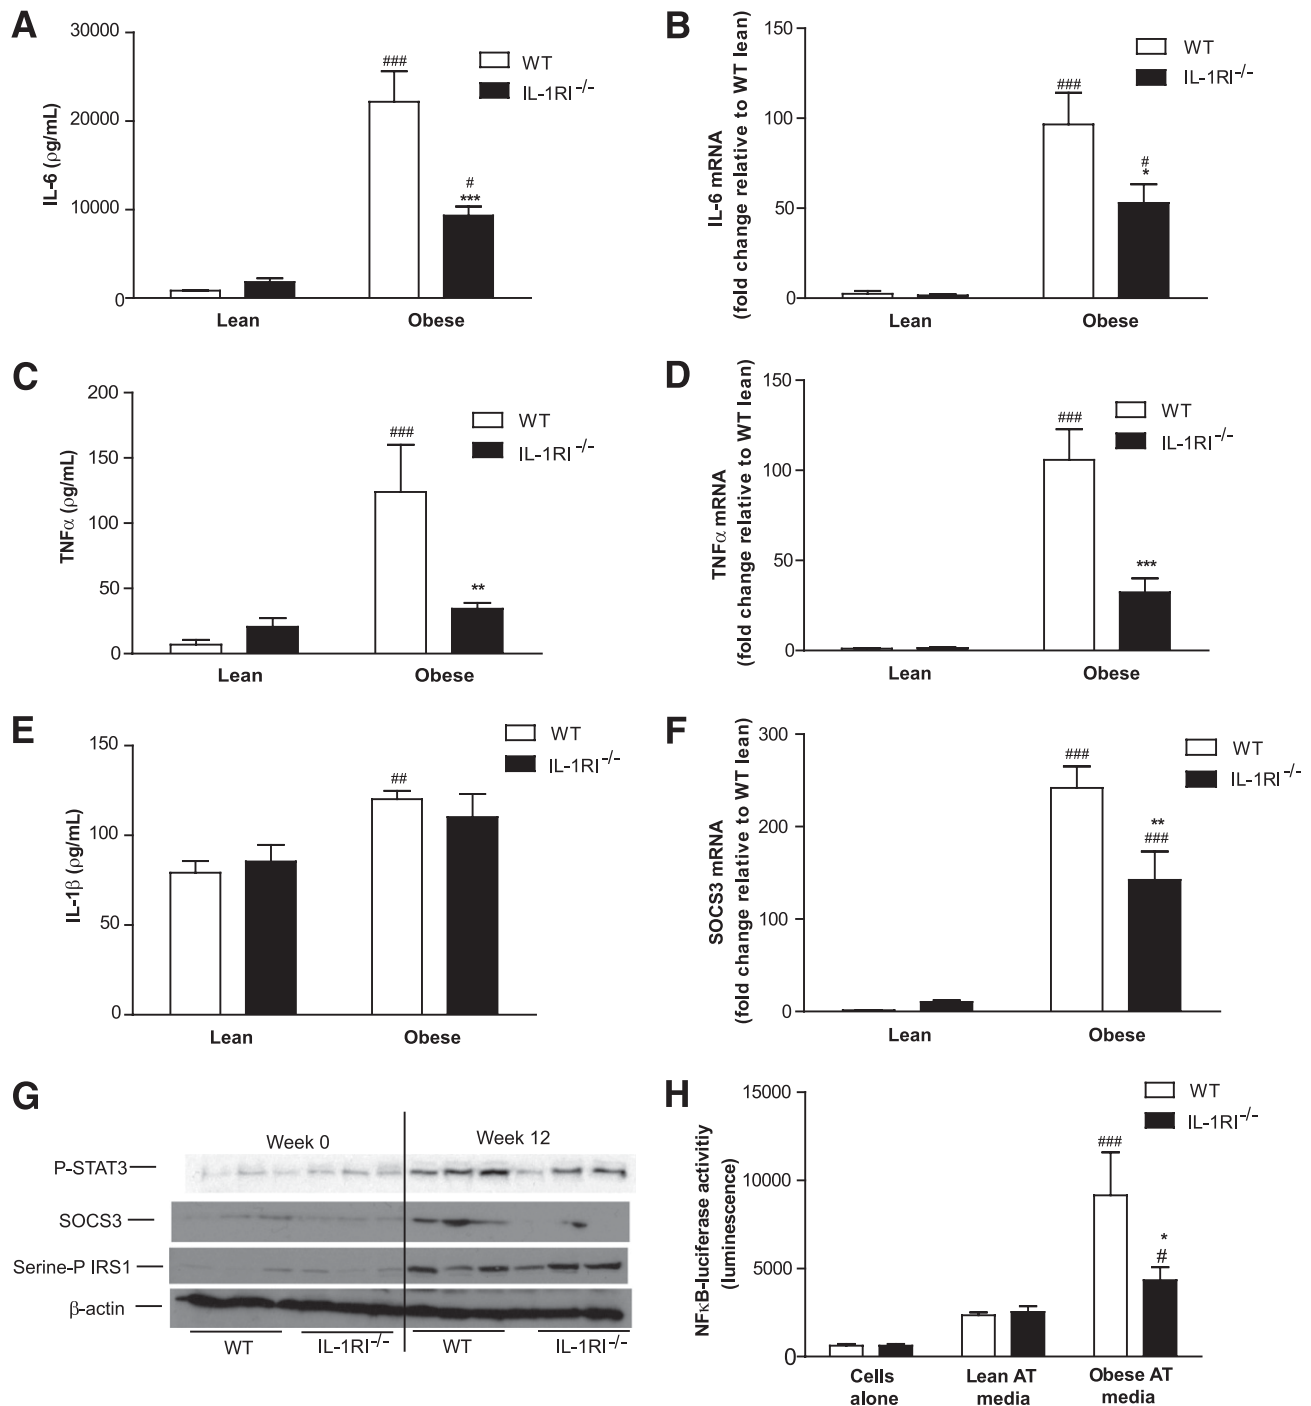 A
IL-6 (ρg/mL)
30000
20000
10000
0
###
#
***
WT
IL-1RI-/-
Lean
Obese
B
IL-6 mRNA
(fold change relative to WT lean)
150
100
50
0
###
#
*
WT
IL-1RI-/-
Lean
Obese
C
TNFα (ρg/mL)
200
150
100
50
0
###
**
WT
IL-1RI-/-
Lean
Obese
D
TNFα mRNA
(fold change relative to WT lean)
150
100
50
0
###
***
WT
IL-1RI-/-
Lean
Obese
E
IL-1β (ρg/mL)
150
100
50
0
##
WT
IL-1RI-/-
Lean
Obese
F
SOCS3 mRNA
(fold change relative to WT lean)
300
200
100
0
###
**
###
WT
IL-1RI-/-
Lean
Obese
G
Week 0
Week 12
P-STAT3
SOCS3
Serine-P IRS1
β-actin
WT
IL-1RI-/-
WT
IL-1RI-/-
H
NFκB-luciferase activitiy
(luminescence)
15000
10000
5000
0
###
*
#
WT
IL-1RI-/-
Cells
alone
Lean AT
media
Obese AT
media